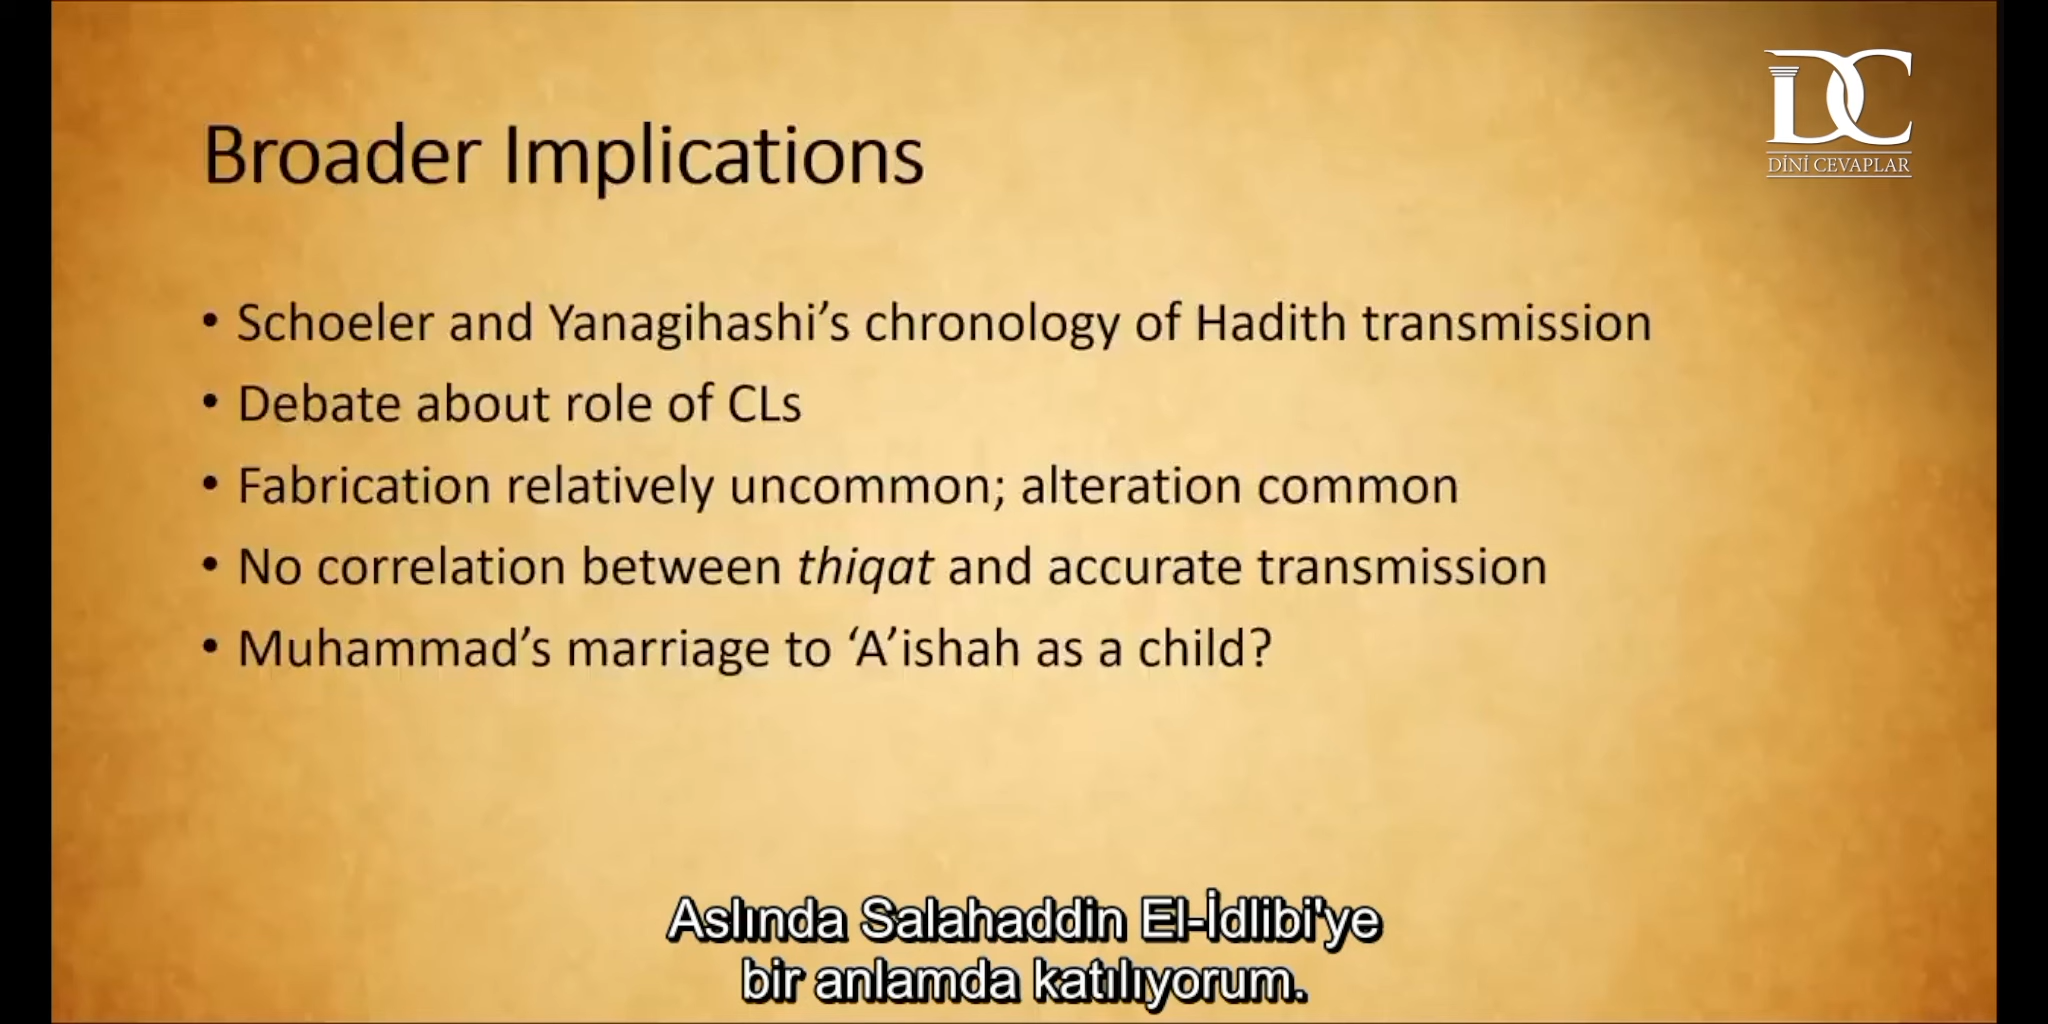 DC
DİNİ CEVAPLAR
Broader Implications
• Schoeler and Yanagihashi’s chronology of Hadith transmission
• Debate about role of CLs
• Fabrication relatively uncommon; alteration common
• No correlation between thiqat and accurate transmission
• Muhammad’s marriage to ‘A’ishah as a child?
Aslında Salahaddin El-İdlibi'ye
bir anlamda katılıyorum.